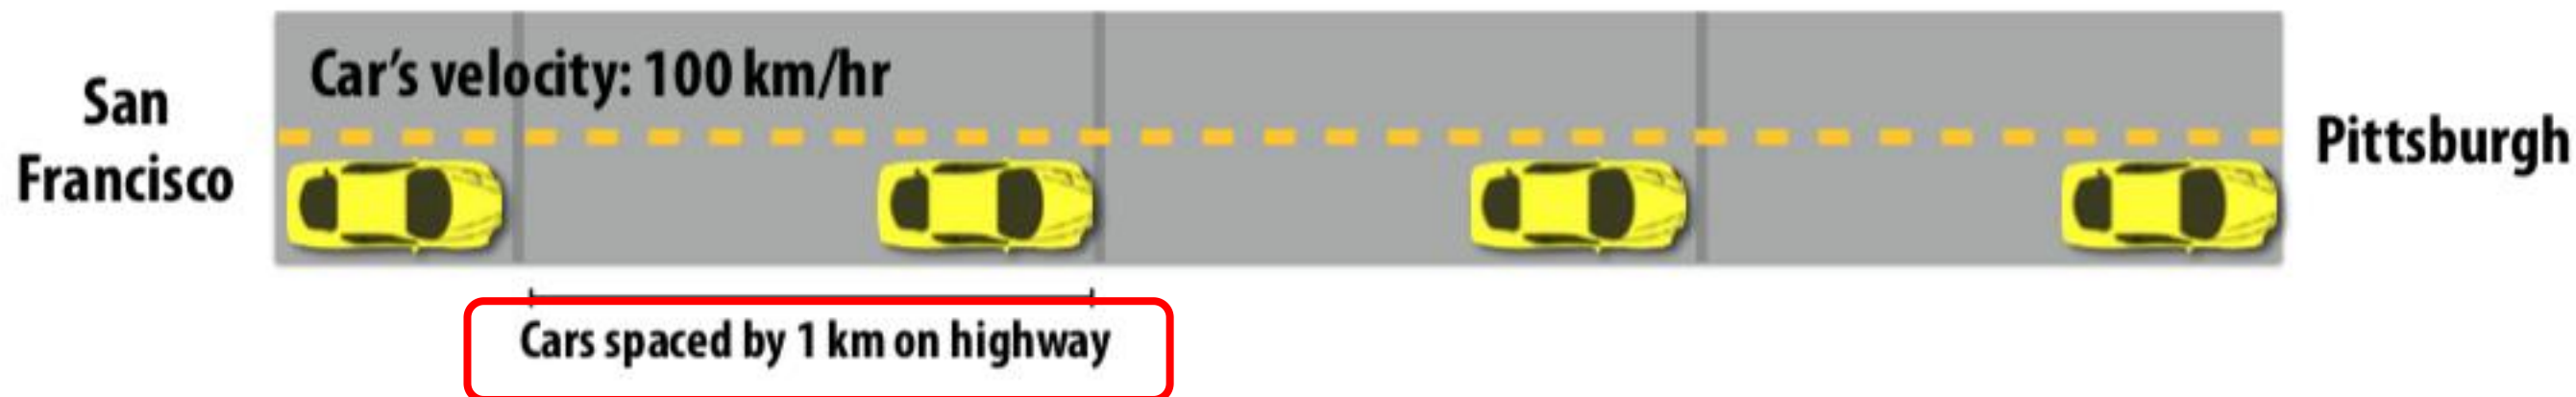 Car's velocity: 100 km/hr
San
Francisco
Pittsburgh
Cars spaced by 1 km on highway